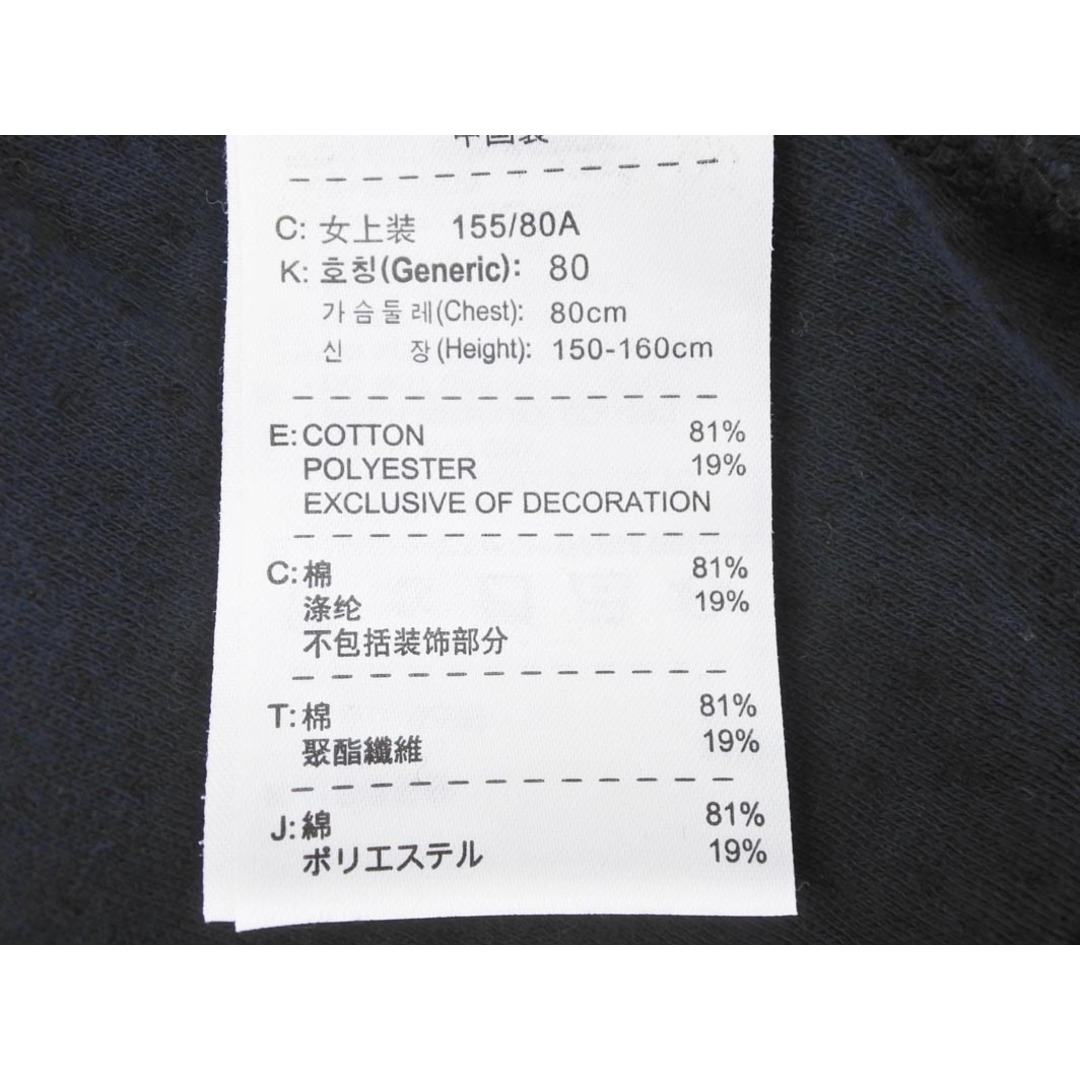 C: 女上装 155/80A
K: 호칭(Generic): 80
가슴둘레(Chest): 80cm
신 장(Height): 150-160cm
E: COTTON 81%
POLYESTER 19%
EXCLUSIVE OF DECORATION
C: 棉 81%
涤纶 19%
不包括装饰部分
T: 棉 81%
聚酯纖維 19%
J: 綿 81%
ポリエステル 19%